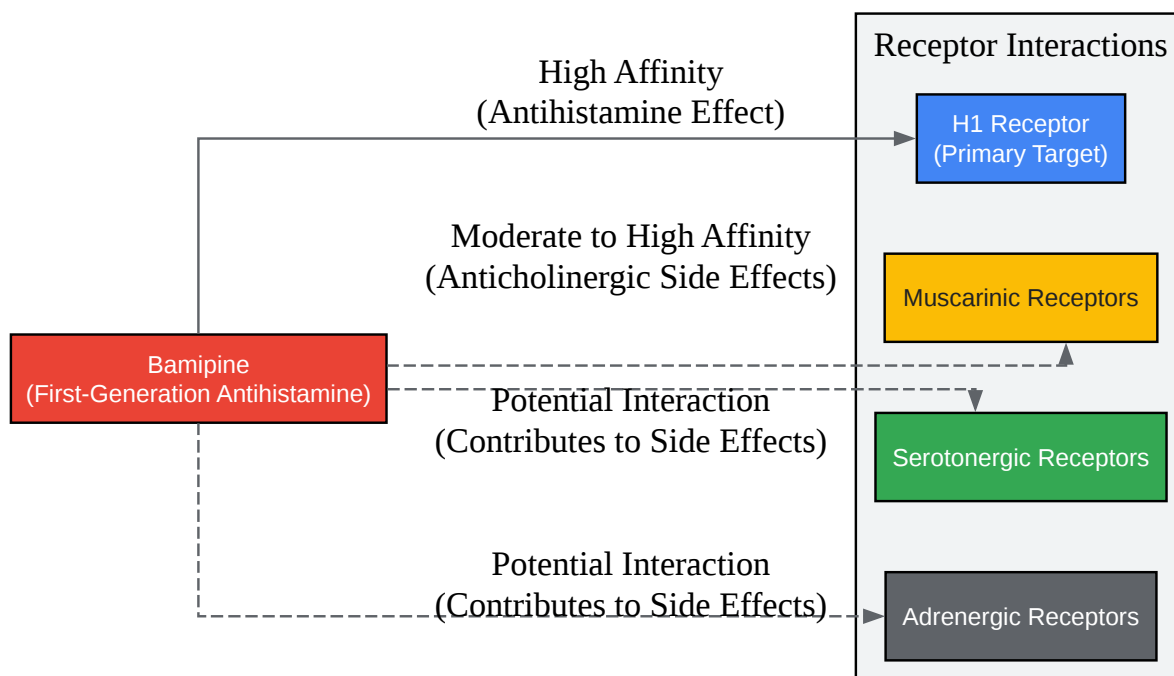 Receptor Interactions
High Affinity
(Antihistamine Effect)
H1 Receptor
(Primary Target)
Moderate to High Affinity
(Anticholinergic Side Effects)
Muscarinic Receptors
Bamipine
(First-Generation Antihistamine)
Potential Interaction
(Contributes to Side Effects)
Serotonergic Receptors
Potential Interaction
(Contributes to Side Effects)
Adrenergic Receptors